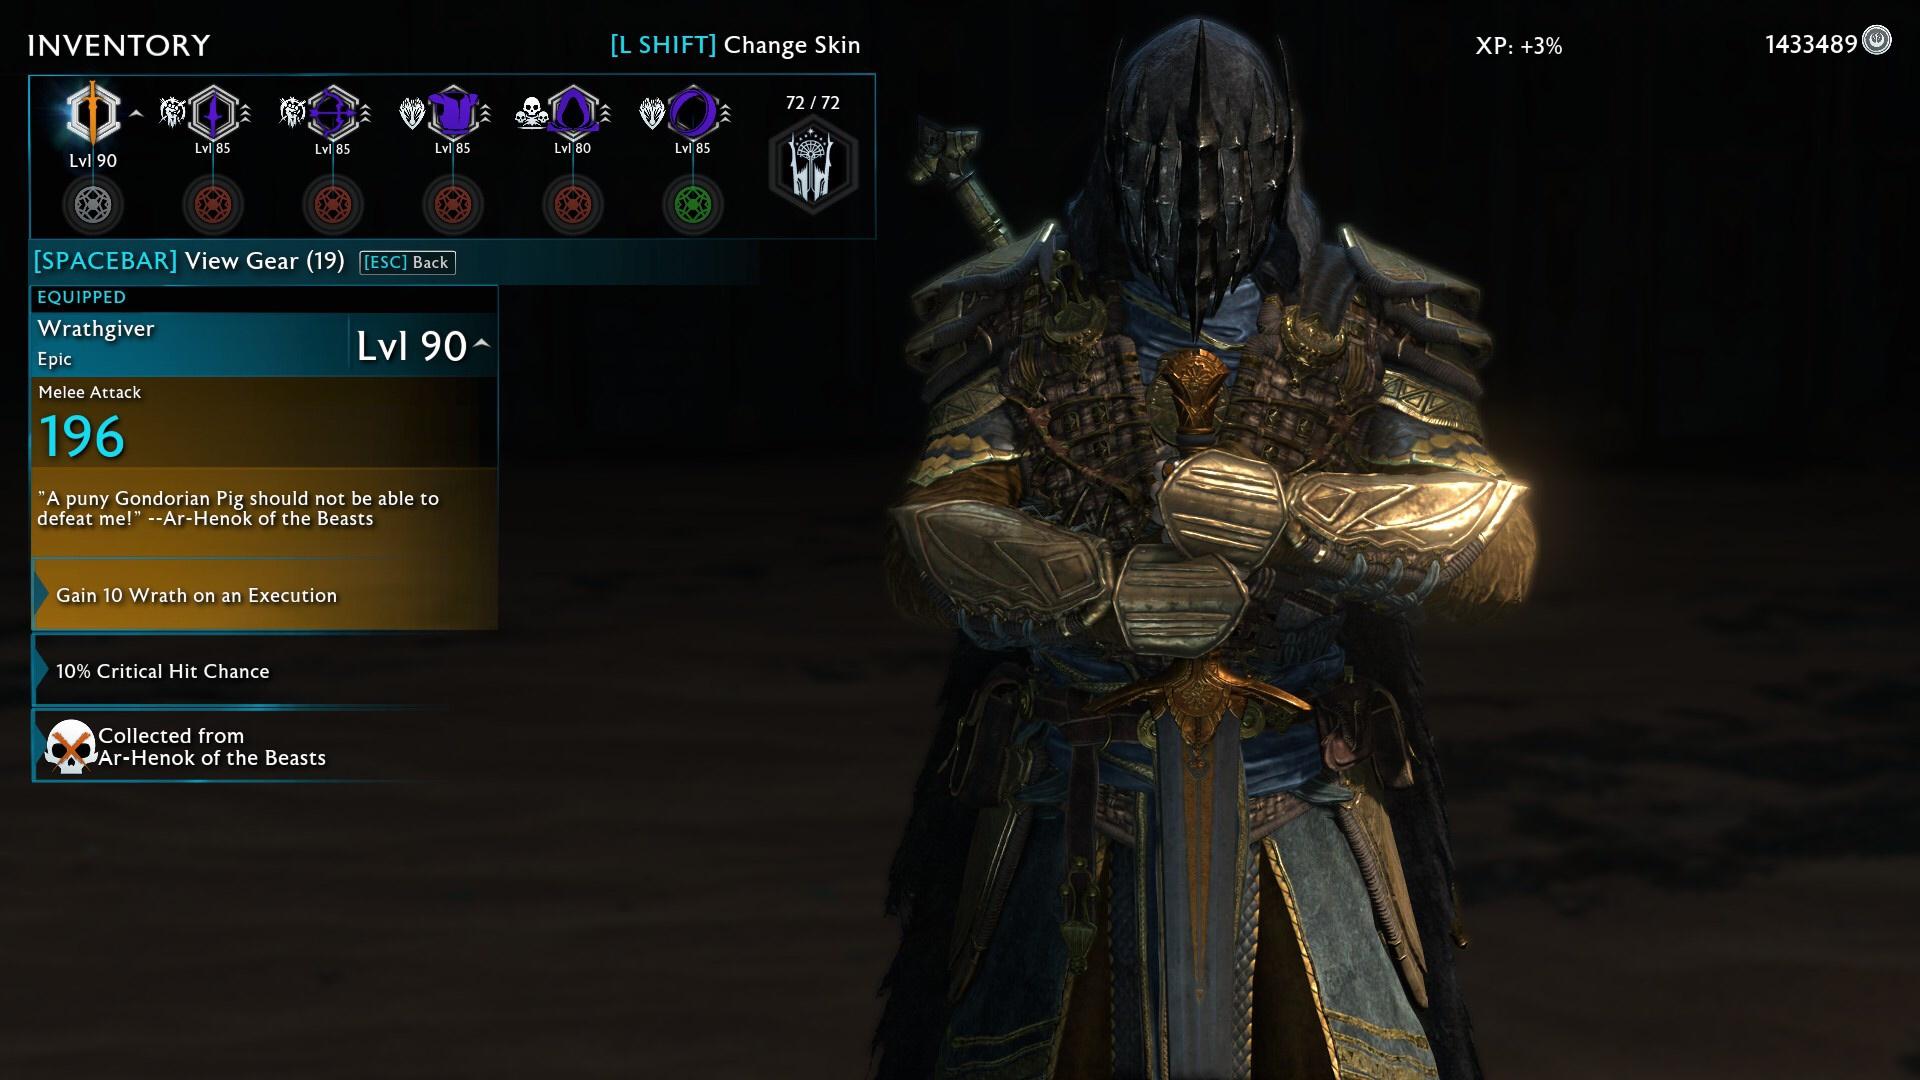 INVENTORY
[L SHIFT] Change Skin
XP: +3%
1433489
72 / 72
Lvl 90
Lvl 85
Lvl 85
Lvl 85
Lvl 80
Lvl 85
[SPACEBAR] View Gear (19) [ESC] Back
EQUIPPED
Wrathgiver
Epic
Lvl 90
Melee Attack
196
"A puny Gondorian Pig should not be able to
defeat me!" --Ar-Henok of the Beasts
Gain 10 Wrath on an Execution
10% Critical Hit Chance
Collected from
Ar-Henok of the Beasts